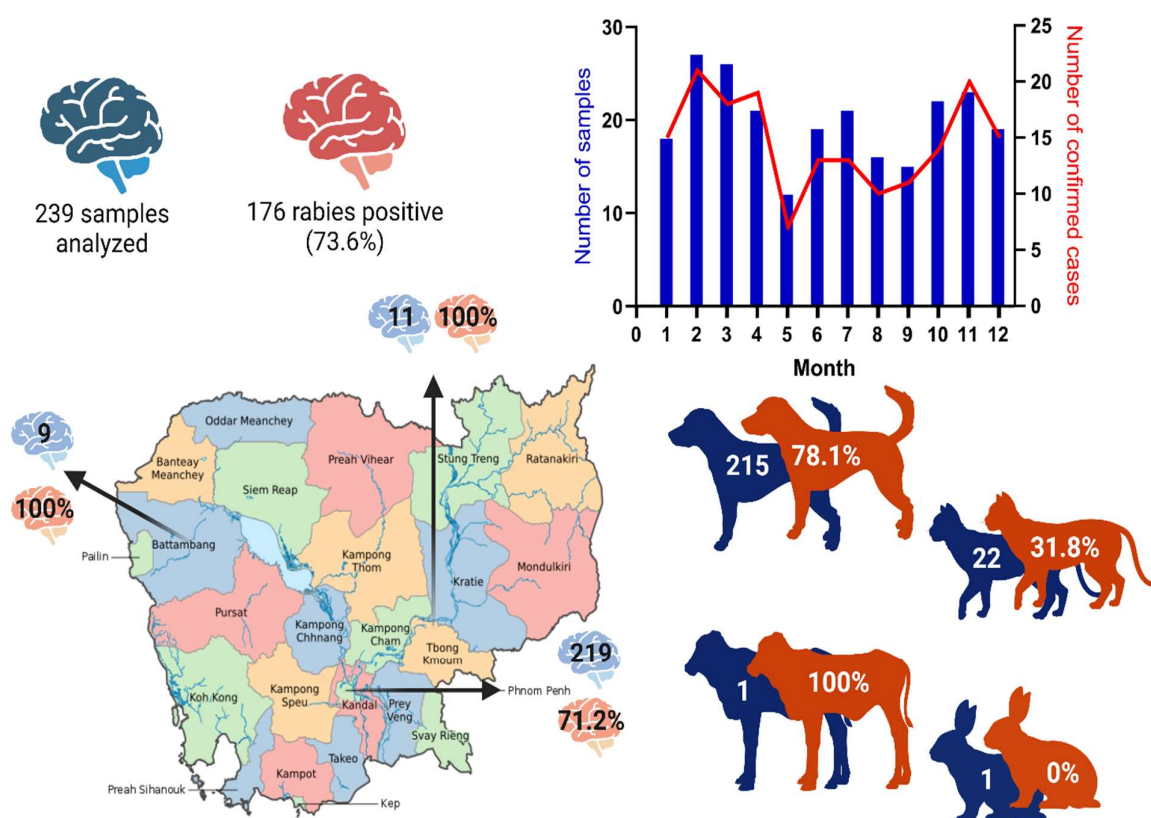 239 samples
analyzed
176 rabies positive
(73.6%)
Number of samples
30
20
10
0
Number of confirmed cases
25
20
15
10
5
0
0 1 2 3 4 5 6 7 8 9 10 11 12
Month
11 100%
9
100%
Oddar Meanchey
Banteay
Meanchey
Siem Reap
Preah Vihear
Stung Treng
Ratanakiri
Battambang
Pailin
Kampong
Thom
Kratie
Mondulkiri
Pursat
Kampong
Chhnang
Kampong
Cham
Tbong
Kmoum
Koh Kong
Kampong
Speu
Kandal
Prey
Veng
Phnom Penh
Svay Rieng
Takeo
Kampot
Preah Sihanouk
Kep
219
71.2%
215 78.1%
22 31.8%
1 100%
1 0%